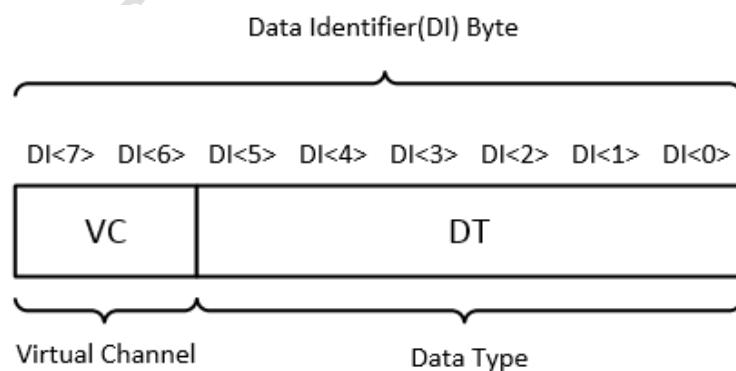 Data Identifier(DI) Byte
DI<7> DI<6> DI<5> DI<4> DI<3> DI<2> DI<1> DI<0>
VC DT
Virtual Channel Data Type